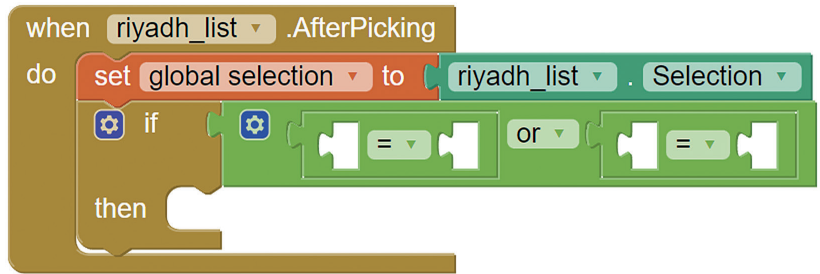 when riyadh_list .AfterPicking
do set global selection to riyadh_list . Selection
if = or =
then